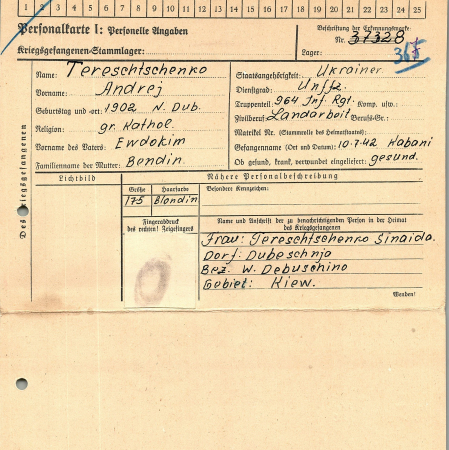 1 2 3 4 5 6 7 8 9 10 11 12 13 14 15 16 17 18 19 20 21 22 23 24 25
Personalkarte I: Personelle Angaben
Kriegsgefangenen-Stammlager:
Beschriftung der Erkennungsmarke
Nr. 37328
Lager: 365
Des Kriegsgefangenen
Name: Tereschtschenko
Vorname: Andrej
Geburtstag und -ort: 1902 N. Dub.
Religion: gr. Kathol.
Vorname des Vaters: Ewdokim
Familienname der Mutter: Bendin
Staatsangehörigkeit: Ukrainer
Dienstgrad: Unffz.
Truppenteil: 964 Inf. Rgt. Komp. usw.:
Zivilberuf: Landarbeit Berufs-Gr.:
Matrikel Nr. (Stammrolle des Heimatstaates):
Gefangennahme (Ort und Datum): 10.7.42 Kabani
Ob gesund, krank, verwundet eingeliefert: gesund.
Lichtbild
Nähere Personalbeschreibung
Größe Haarfarbe
175 Blondin
Besondere Kennzeichen:
Fingerabdruck
des rechten! Zeigefingers
Name und Anschrift der zu benachrichtigenden Person in der Heimat
des Kriegsgefangenen
Frau: Tereschtschenko Sinaida.
Dorf: Dubeschnja
Bez. W. Debuschino
Gebiet: Kiew.
Wenden!